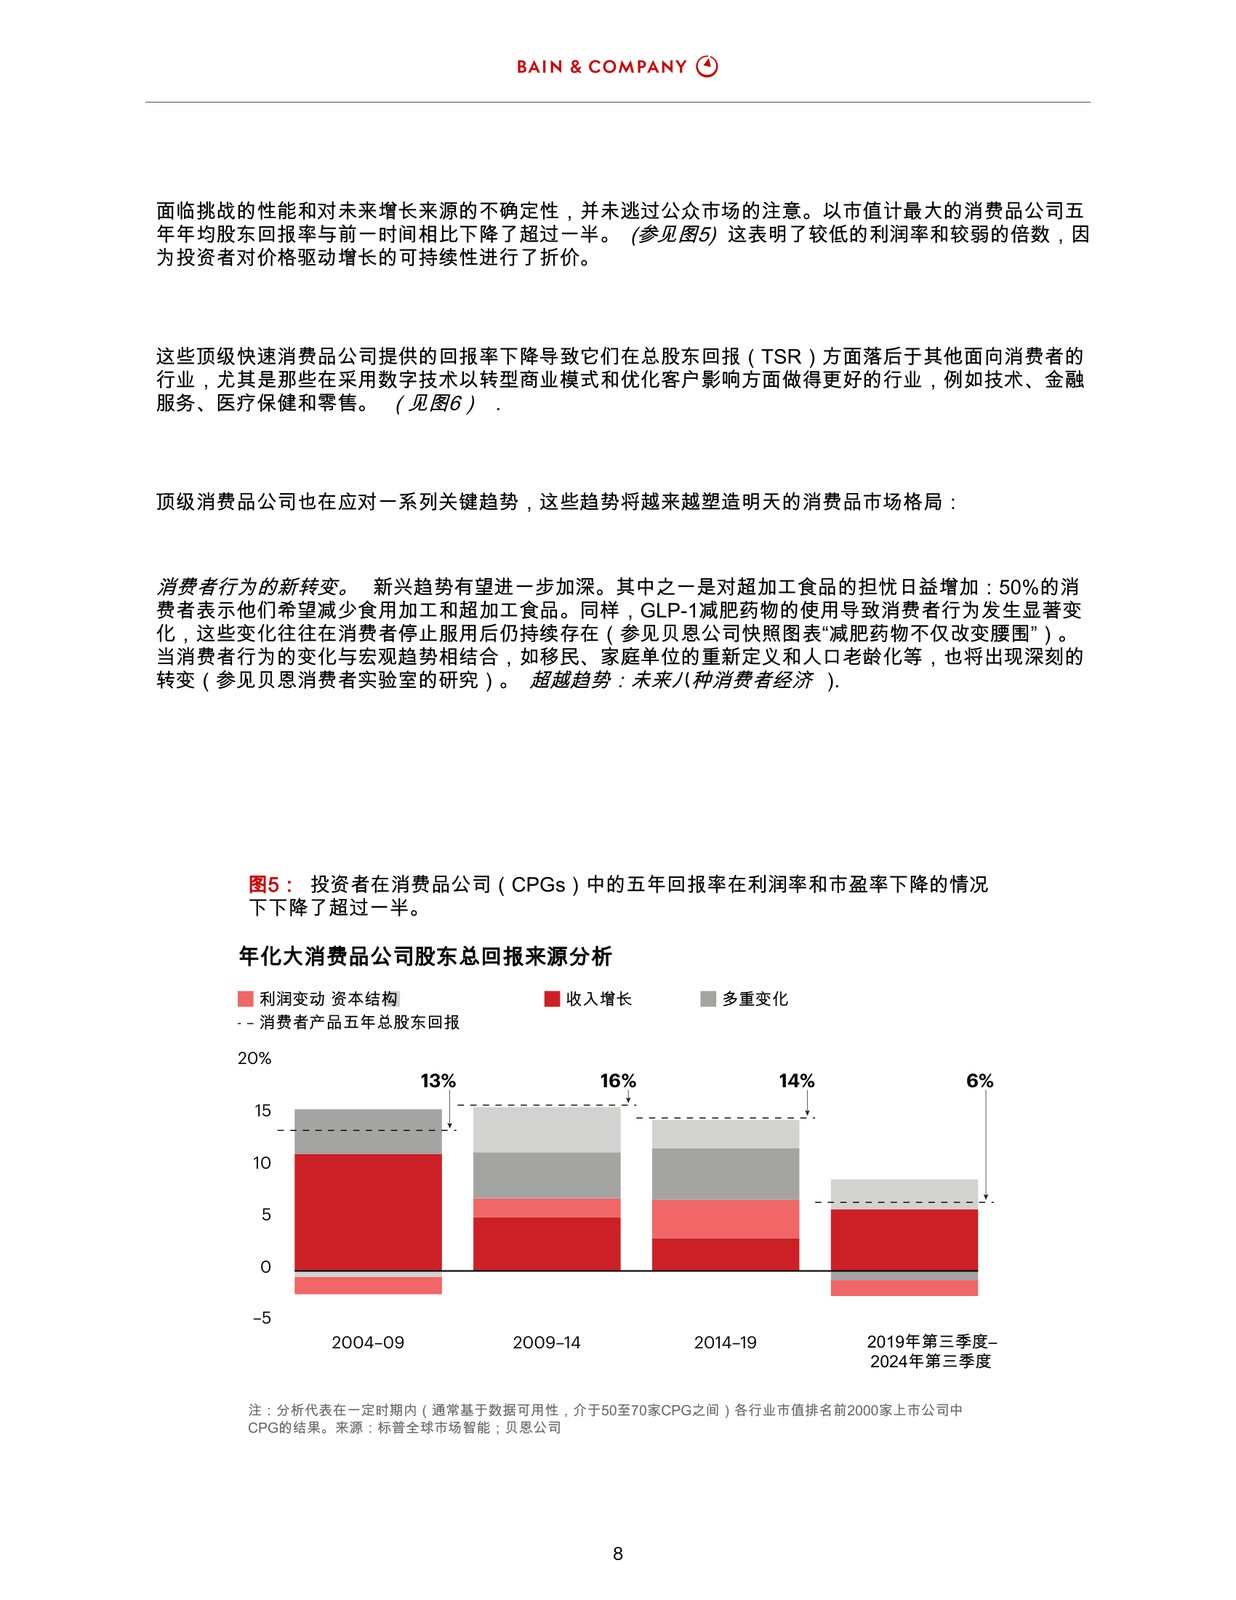 BAIN & COMPANY
面临挑战的性能和对未来增长来源的不确定性，并未逃过公众市场的注意。以市值计最大的消费品公司五
年年均股东回报率与前一时间相比下降了超过一半。 (参见图5) 这表明了较低的利润率和较弱的倍数，因
为投资者对价格驱动增长的可持续性进行了折价。
这些顶级快速消费品公司提供的回报率下降导致它们在总股东回报（TSR）方面落后于其他面向消费者的
行业，尤其是那些在采用数字技术以转型商业模式和优化客户影响方面做得更好的行业，例如技术、金融
服务、医疗保健和零售。 （见图6） .
顶级消费品公司也在应对一系列关键趋势，这些趋势将越来越塑造明天的消费品市场格局：
消费者行为的新转变。 新兴趋势有望进一步加深。其中之一是对超加工食品的担忧日益增加：50%的消
费者表示他们希望减少食用加工和超加工食品。同样，GLP-1减肥药物的使用导致消费者行为发生显著变
化，这些变化往往在消费者停止服用后仍持续存在（参见贝恩公司快照图表“减肥药物不仅改变腰围”）。
当消费者行为的变化与宏观趋势相结合，如移民、家庭单位的重新定义和人口老龄化等，也将出现深刻的
转变（参见贝恩消费者实验室的研究）。 超越趋势：未来八种消费者经济 ).
图5： 投资者在消费品公司（CPGs）中的五年回报率在利润率和市盈率下降的情况
下下降了超过一半。
年化大消费品公司股东总回报来源分析
利润变动 资本结构 收入增长 多重变化
消费者产品五年总股东回报
20%
13% 16% 14% 6%
15
10
5
0
–5
2004–09 2009–14 2014–19 2019年第三季度–
2024年第三季度
注：分析代表在一定时期内（通常基于数据可用性，介于50至70家CPG之间）各行业市值排名前2000家上市公司中
CPG的结果。来源：标普全球市场智能；贝恩公司
8